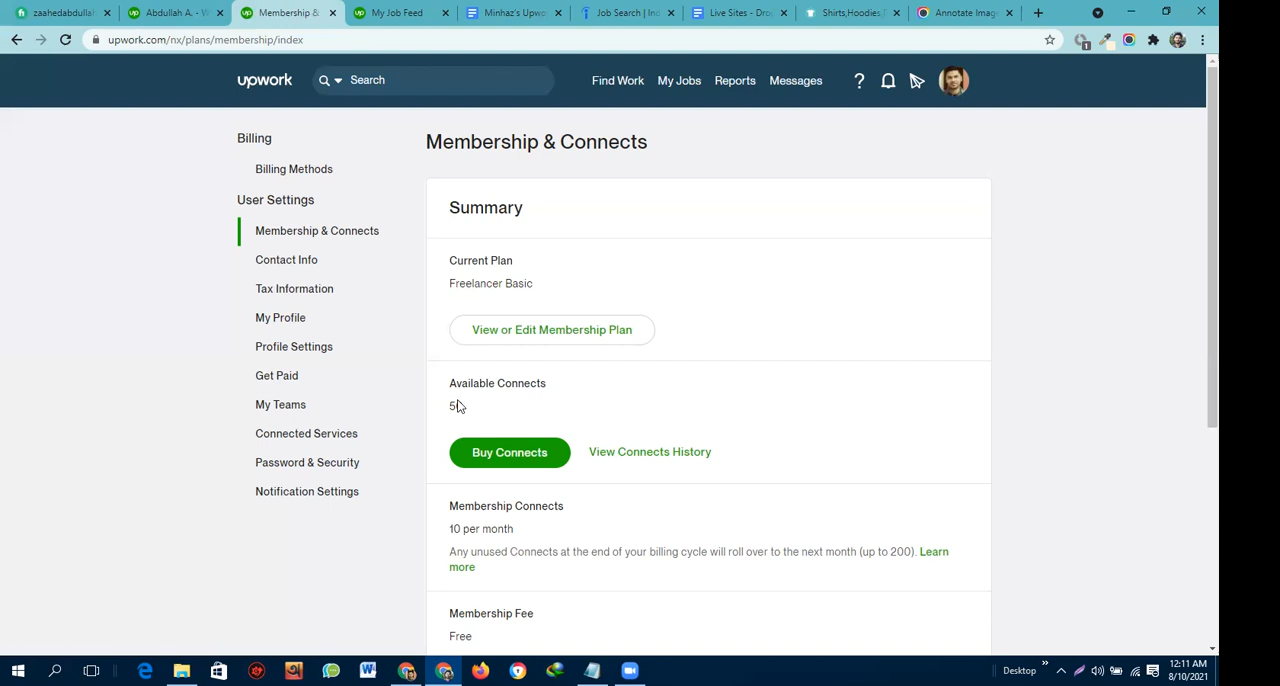 zaahedabdullah
Abdullah A. - W
Membership &
My Job Feed
Minhaz's Upwo
Job Search | Ind
Live Sites - Dro
Shirts,Hoodies,T
Annotate Image
upwork.com/nx/plans/membership/index
1
upwork
Search
Find Work
My Jobs
Reports
Messages
?
Billing
Billing Methods
User Settings
Membership & Connects
Contact Info
Tax Information
My Profile
Profile Settings
Get Paid
My Teams
Connected Services
Password & Security
Notification Settings
Membership & Connects
Summary
Current Plan
Freelancer Basic
View or Edit Membership Plan
Available Connects
Buy Connects
View Connects History
Membership Connects
10 per month
Any unused Connects at the end of your billing cycle will roll over to the next month (up to 200). Learn
more
Membership Fee
Free
Desktop
12:11 AM
8/10/2021